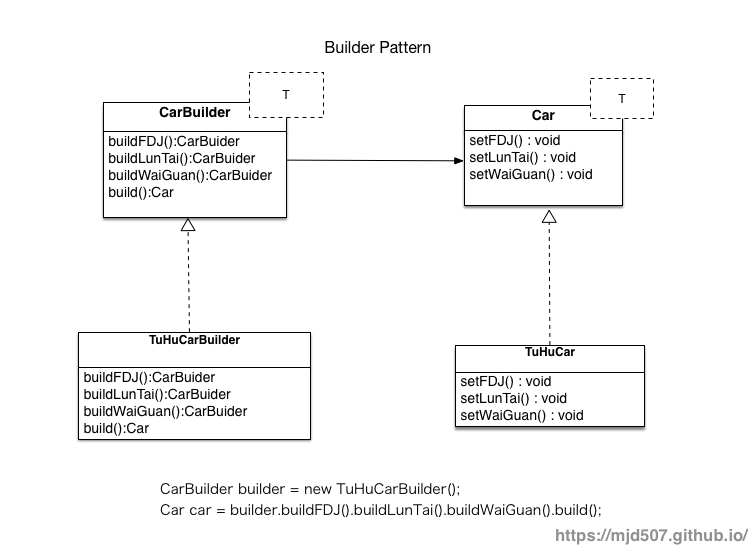 Builder Pattern
T
CarBuilder
buildFDJ():CarBuider
buildLunTai():CarBuider
buildWaiGuan():CarBuider
build():Car
T
Car
setFDJ() : void
setLunTai() : void
setWaiGuan() : void
TuHuCarBuilder
buildFDJ():CarBuider
buildLunTai():CarBuider
buildWaiGuan():CarBuider
build():Car
TuHuCar
setFDJ() : void
setLunTai() : void
setWaiGuan() : void
CarBuilder builder = new TuHuCarBuilder();
Car car = builder.buildFDJ().buildLunTai().buildWaiGuan().build();
https://mjd507.github.io/